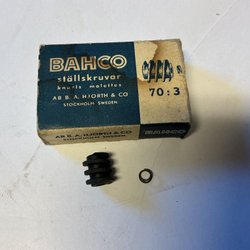 BAHCO
ställskruvar
knurls molettes
AB B. A. HJORTH & CO
STOCKHOLM SWEDEN
70:3
AB B. A. HJORTH & CO
STOCKHOLM SWEDEN
BAHCO